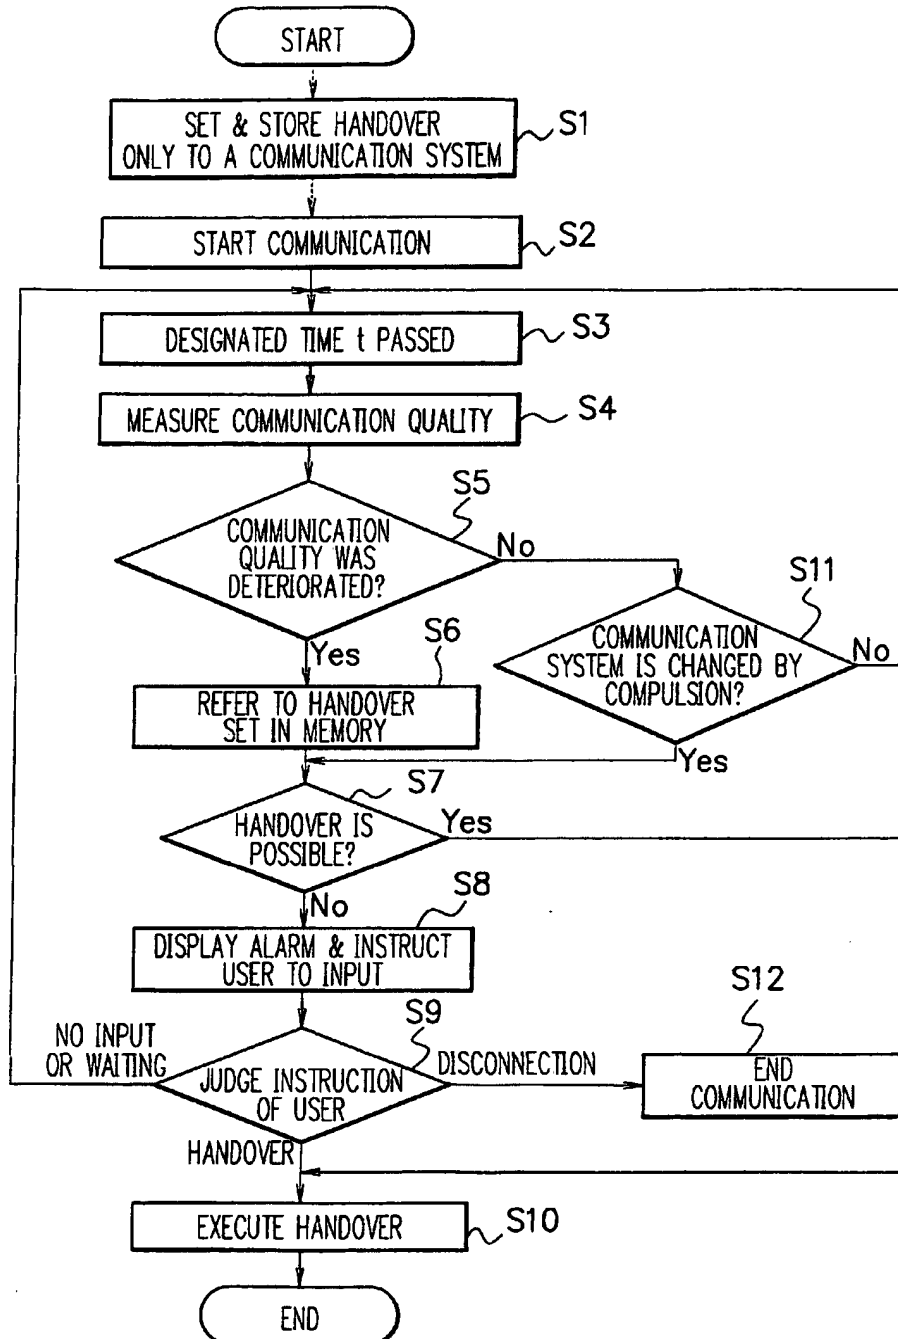 START
SET & STORE HANDOVER
ONLY TO A COMMUNICATION SYSTEM
S1
START COMMUNICATION
S2
DESIGNATED TIME t PASSED
S3
MEASURE COMMUNICATION QUALITY
S4
COMMUNICATION
QUALITY WAS
DETERIORATED?
S5
No
Yes
COMMUNICATION
SYSTEM IS CHANGED BY
COMPULSION?
S11
No
Yes
REFER TO HANDOVER
SET IN MEMORY
S6
HANDOVER IS
POSSIBLE?
S7
Yes
No
DISPLAY ALARM & INSTRUCT
USER TO INPUT
S8
NO INPUT
OR WAITING
JUDGE INSTRUCTION
OF USER
S9
DISCONNECTION
END
COMMUNICATION
S12
HANDOVER
EXECUTE HANDOVER
S10
END